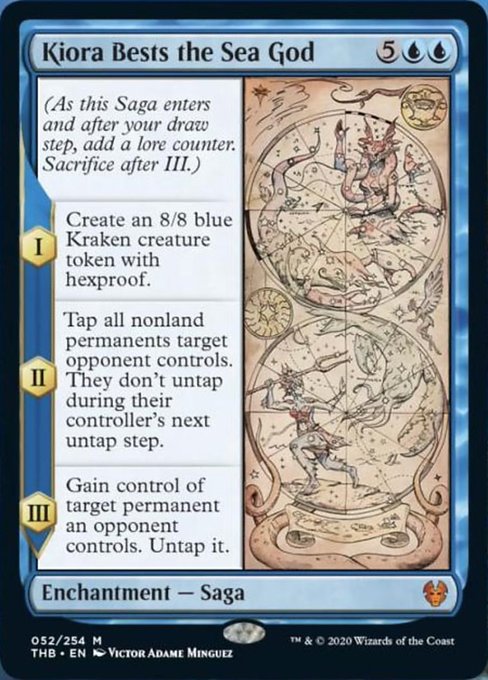 Kiora Bests the Sea God 5
(As this Saga enters
and after your draw
step, add a lore counter.
Sacrifice after III.)
I
Create an 8/8 blue
Kraken creature
token with
hexproof.
II
Tap all nonland
permanents target
opponent controls.
They don't untap
during their
controller's next
untap step.
III
Gain control of
target permanent
an opponent
controls. Untap it.
Enchantment — Saga
052/254 M
THB • EN Victor Adame Minguez
™ & © 2020 Wizards of the Coast